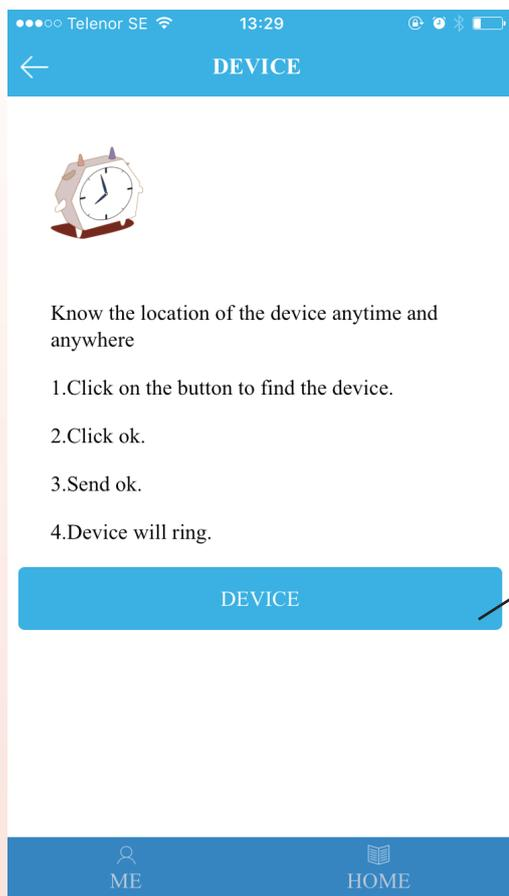 Telenor SE 13:29
DEVICE
Know the location of the device anytime and
anywhere
1.Click on the button to find the device.
2.Click ok.
3.Send ok.
4.Device will ring.
DEVICE
ME HOME